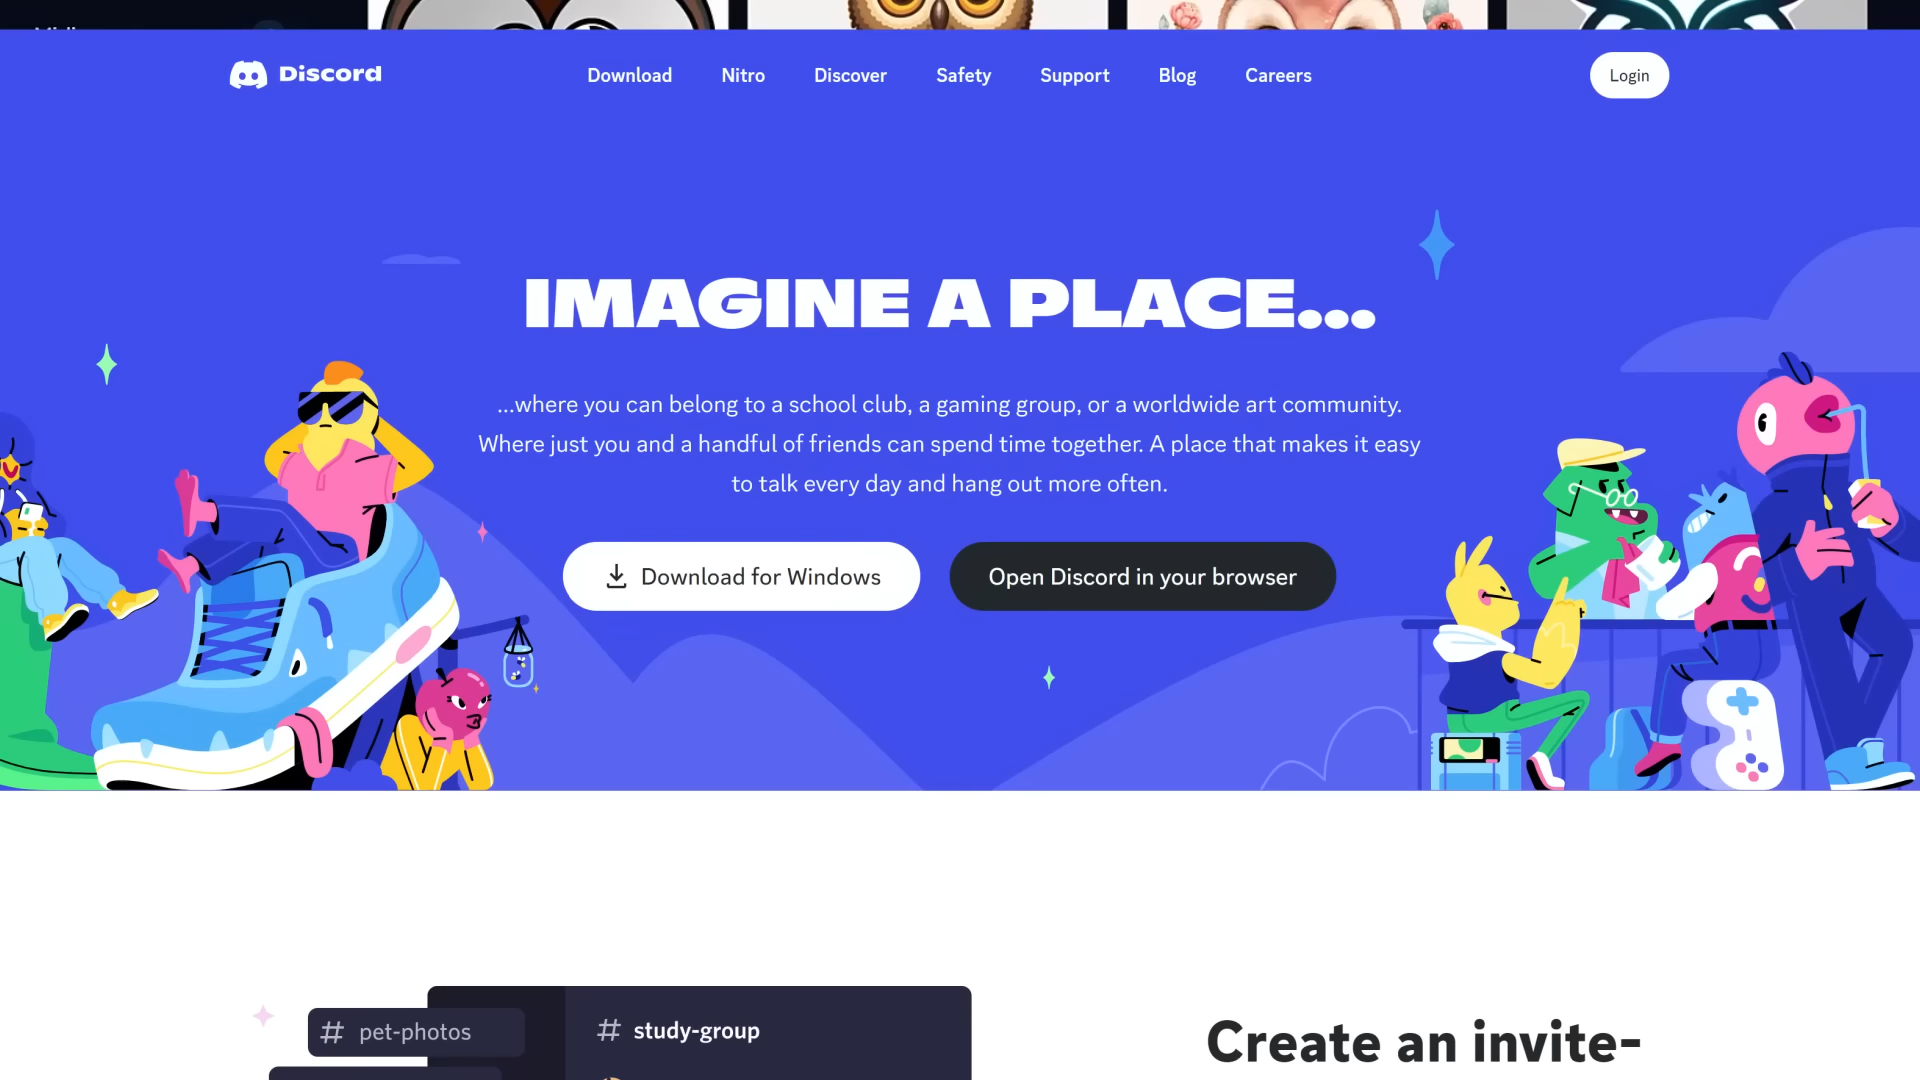 Discord
Download
Nitro
Discover
Safety
Support
Blog
Careers
Login
IMAGINE A PLACE...
...where you can belong to a school club, a gaming group, or a worldwide art community.
Where just you and a handful of friends can spend time together. A place that makes it easy
to talk every day and hang out more often.
Download for Windows
Open Discord in your browser
# pet-photos
# study-group
Create an invite-